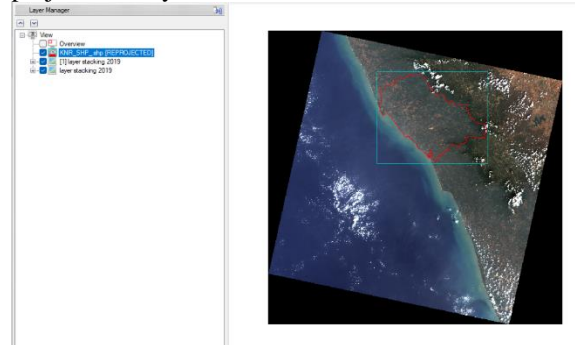 Layer Manager
View
Overview
KNR_SHP_shp [REPROJECTED]
[1] layer stacking 2019
layer stacking 2019